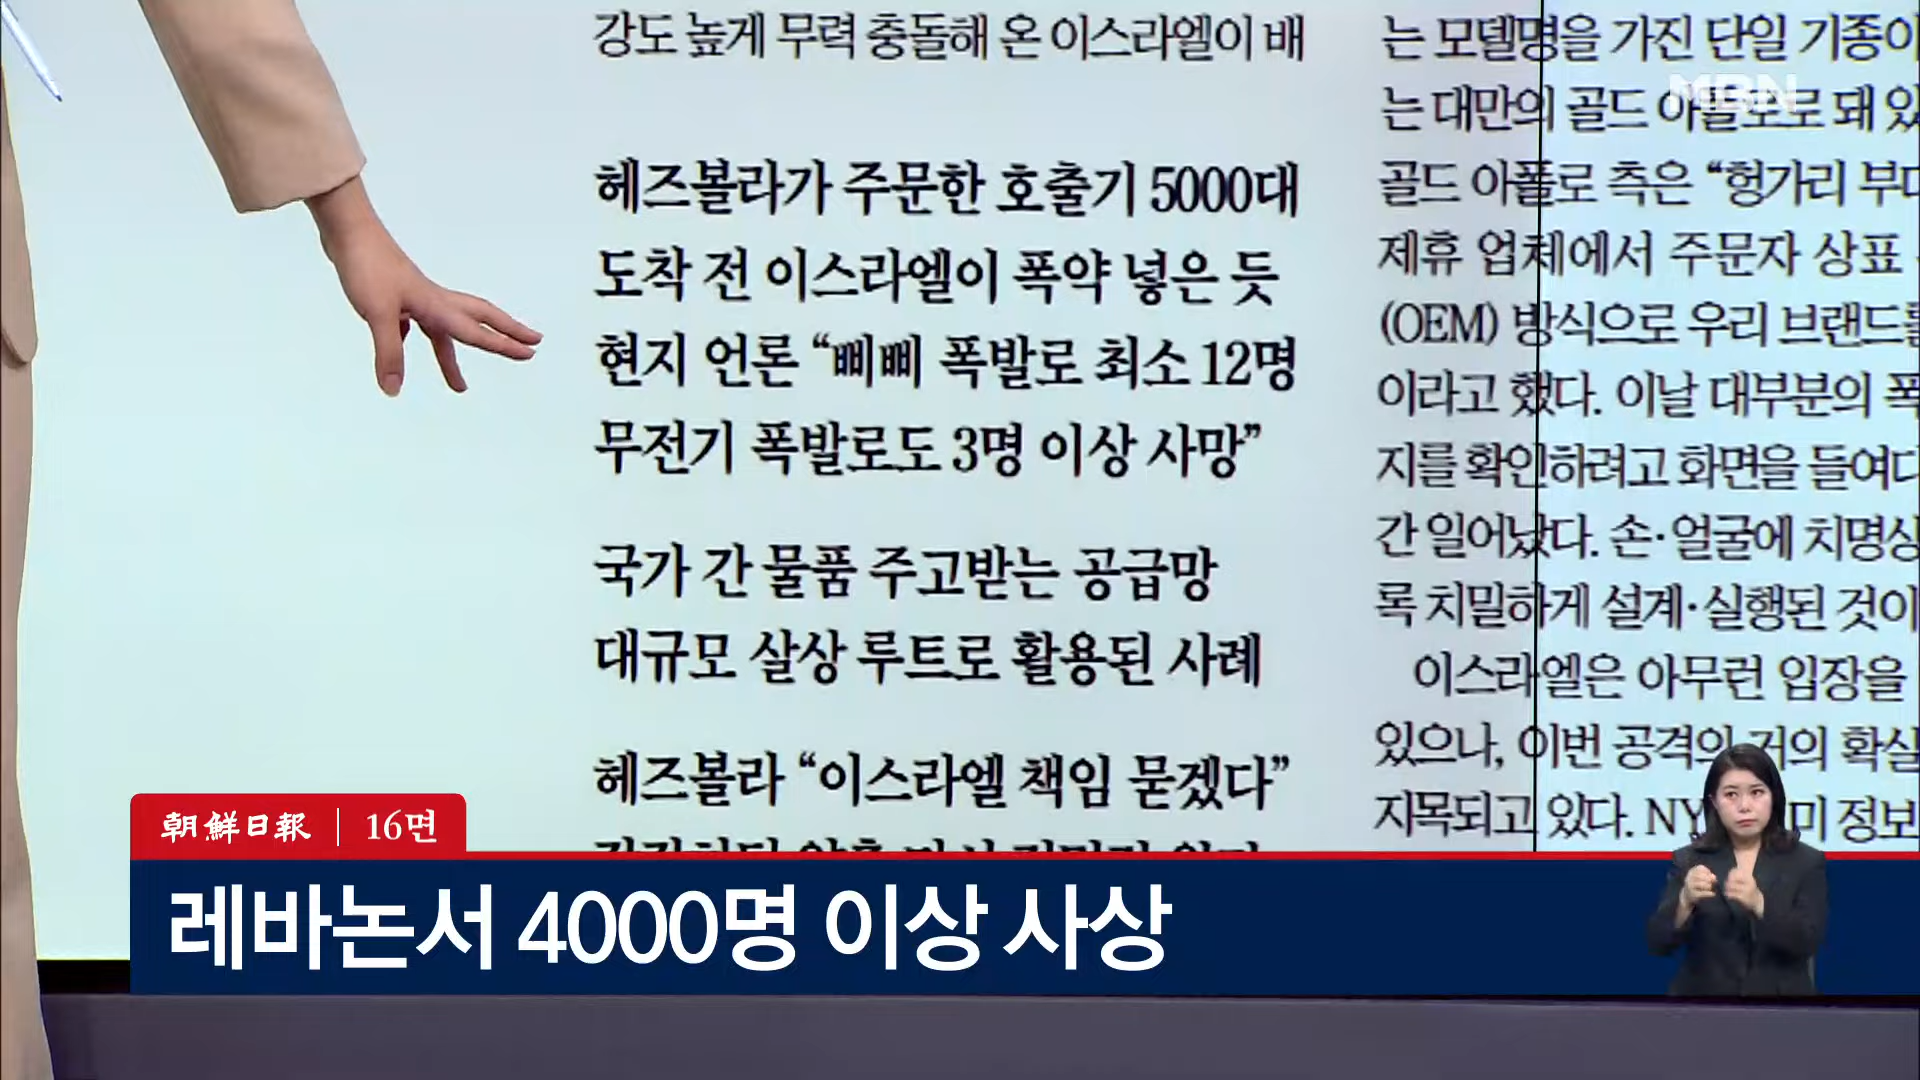 강도 높게 무력 충돌해 온 이스라엘이 배
헤즈볼라가 주문한 호출기 5000대
도착 전 이스라엘이 폭약 넣은 듯
현지 언론 “삐삐 폭발로 최소 12명
무전기 폭발로도 3명 이상 사망”
국가 간 물품 주고받는 공급망
대규모 살상 루트로 활용된 사례
헤즈볼라 “이스라엘 책임 묻겠다”
는 모델명을 가진 단일 기종이
는 대만의 골드 아폴로로 돼 있
골드 아폴로 측은 “헝가리 부다
제휴 업체에서 주문자 상표
(OEM) 방식으로 우리 브랜드를
이라고 했다. 이날 대부분의 폭
지를 확인하려고 화면을 들여다
간 일어났다. 손·얼굴에 치명상
록 치밀하게 설계·실행된 것이
이스라엘은 아무런 입장을
있으나, 이번 공격의 거의 확실
지목되고 있다. NY 미 정보
MBN
朝鮮日報 | 16면
레바논서 4000명 이상 사상